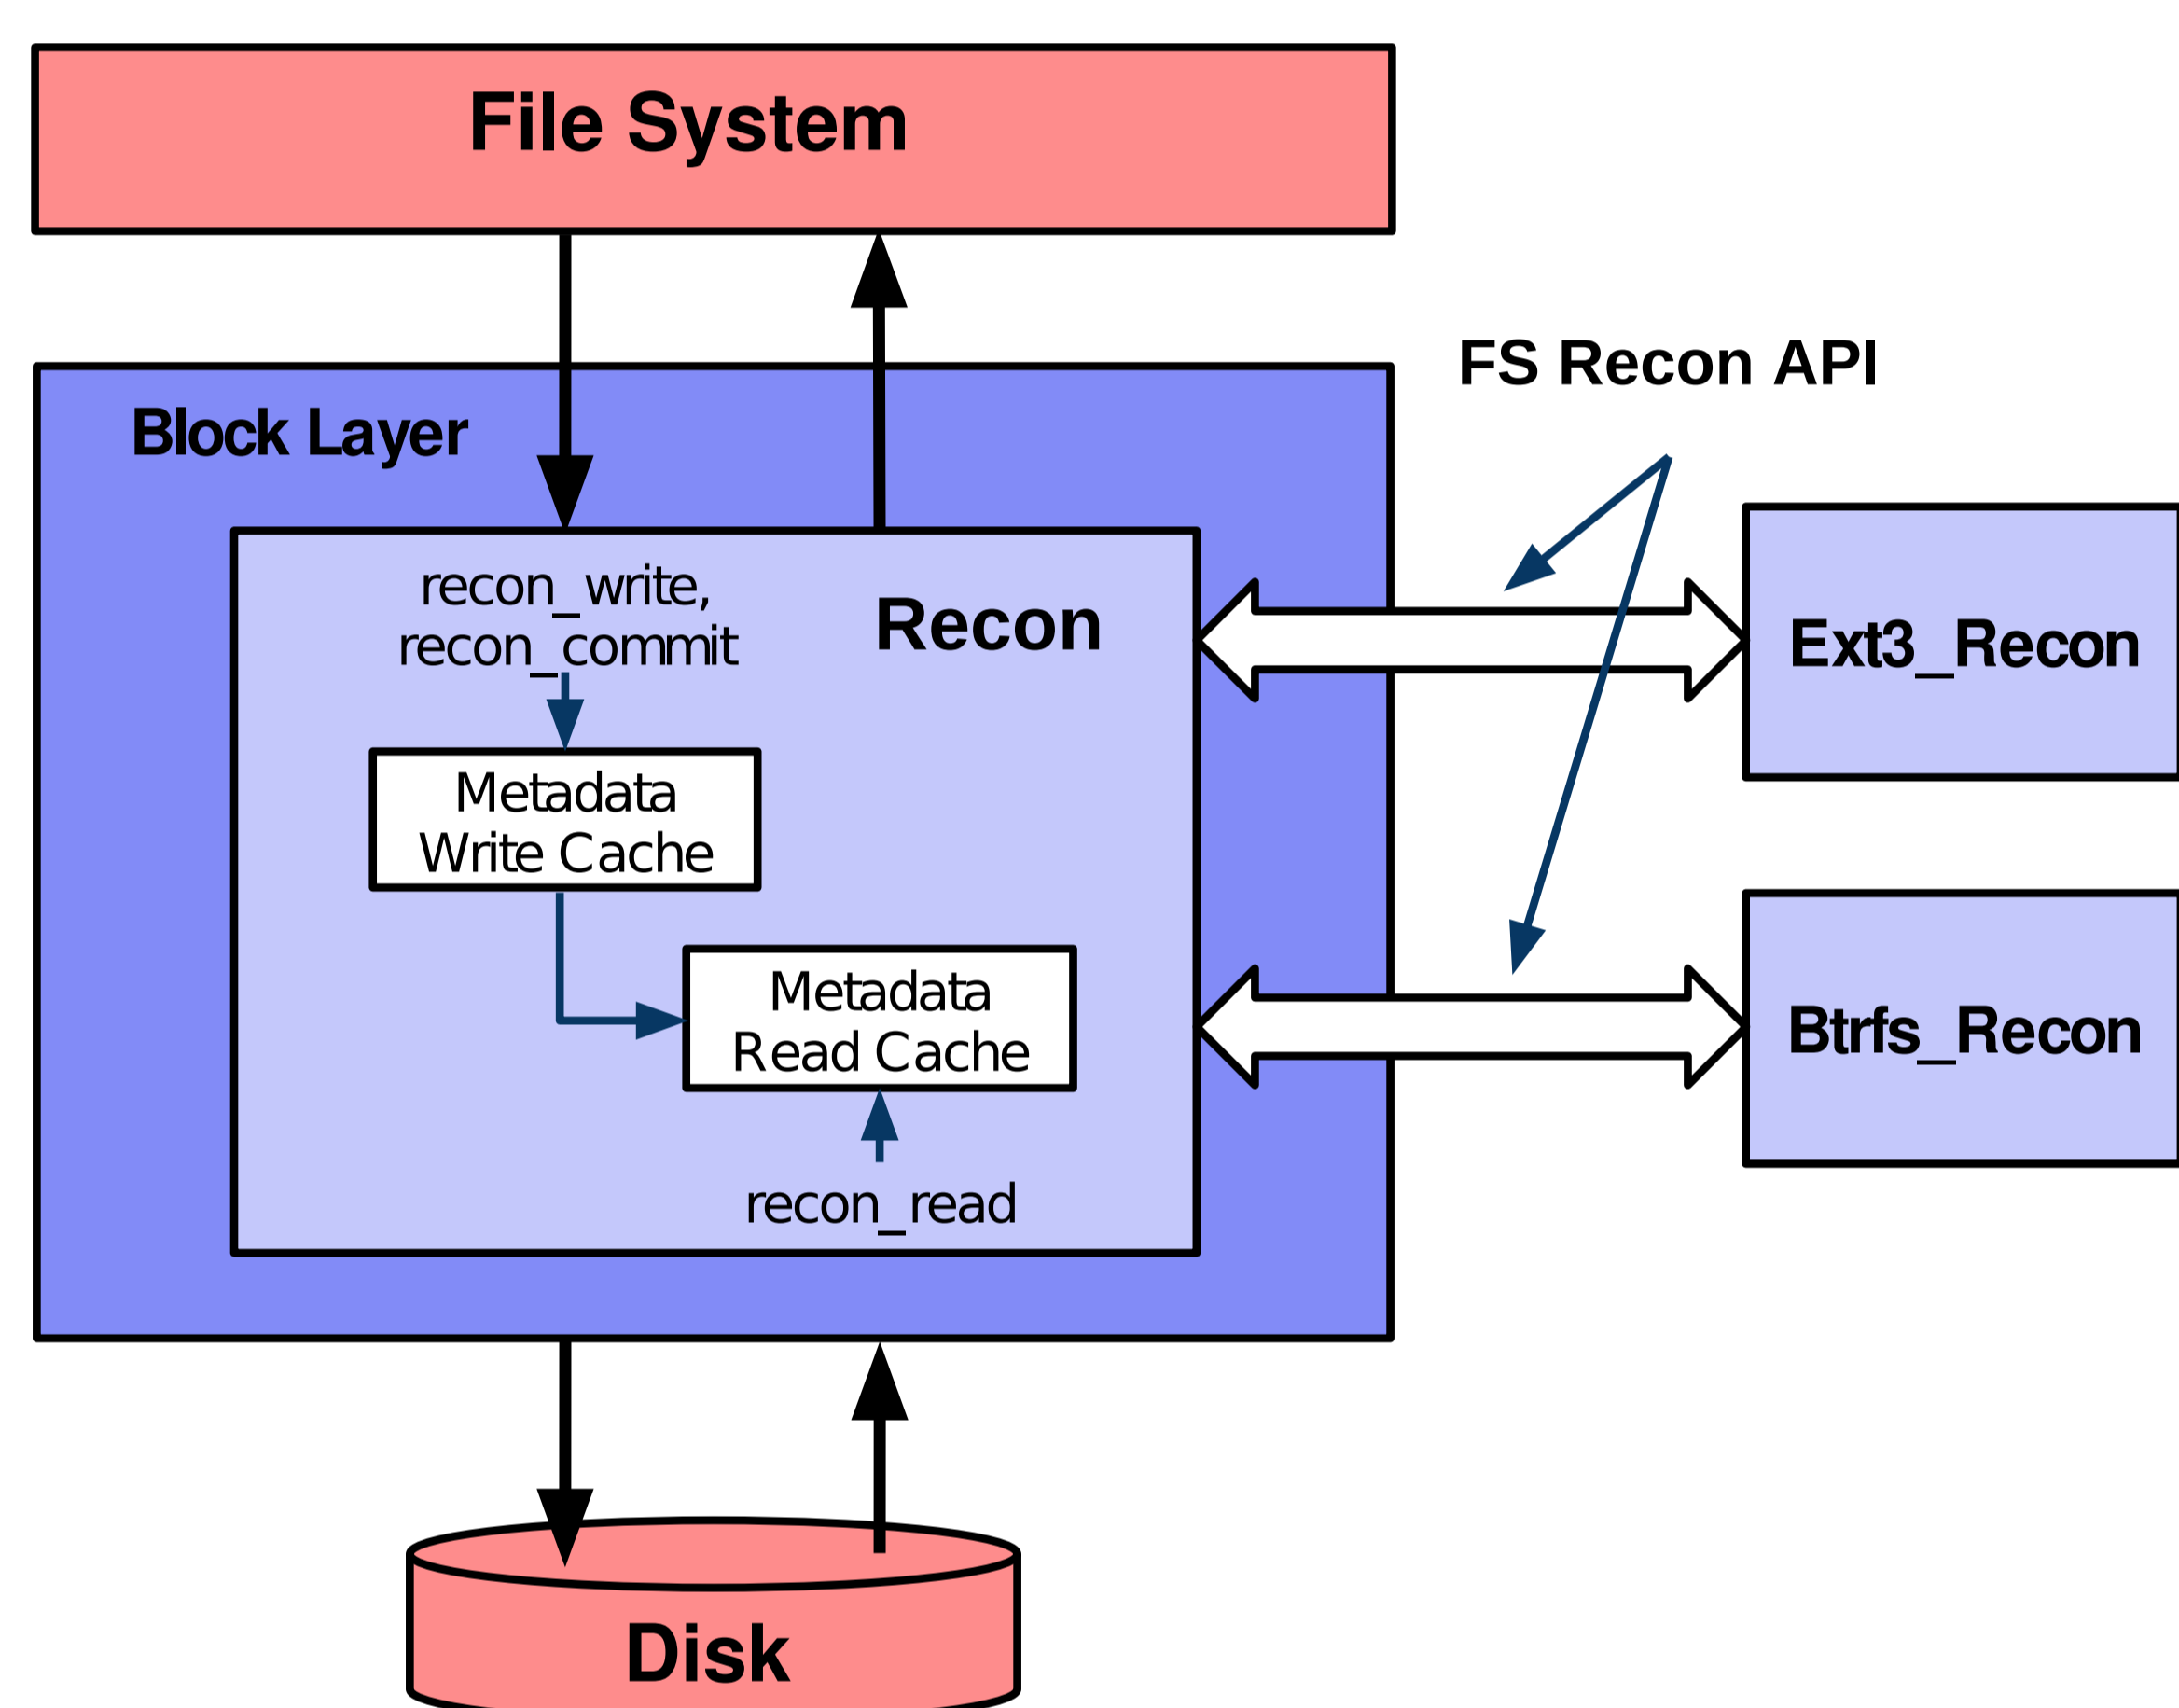 File System
FS Recon API
Block Layer
recon_write,
recon_commit
Recon
Ext3_Recon
Metadata
Write Cache
Metadata
Read Cache
Btrfs_Recon
recon_read
Disk